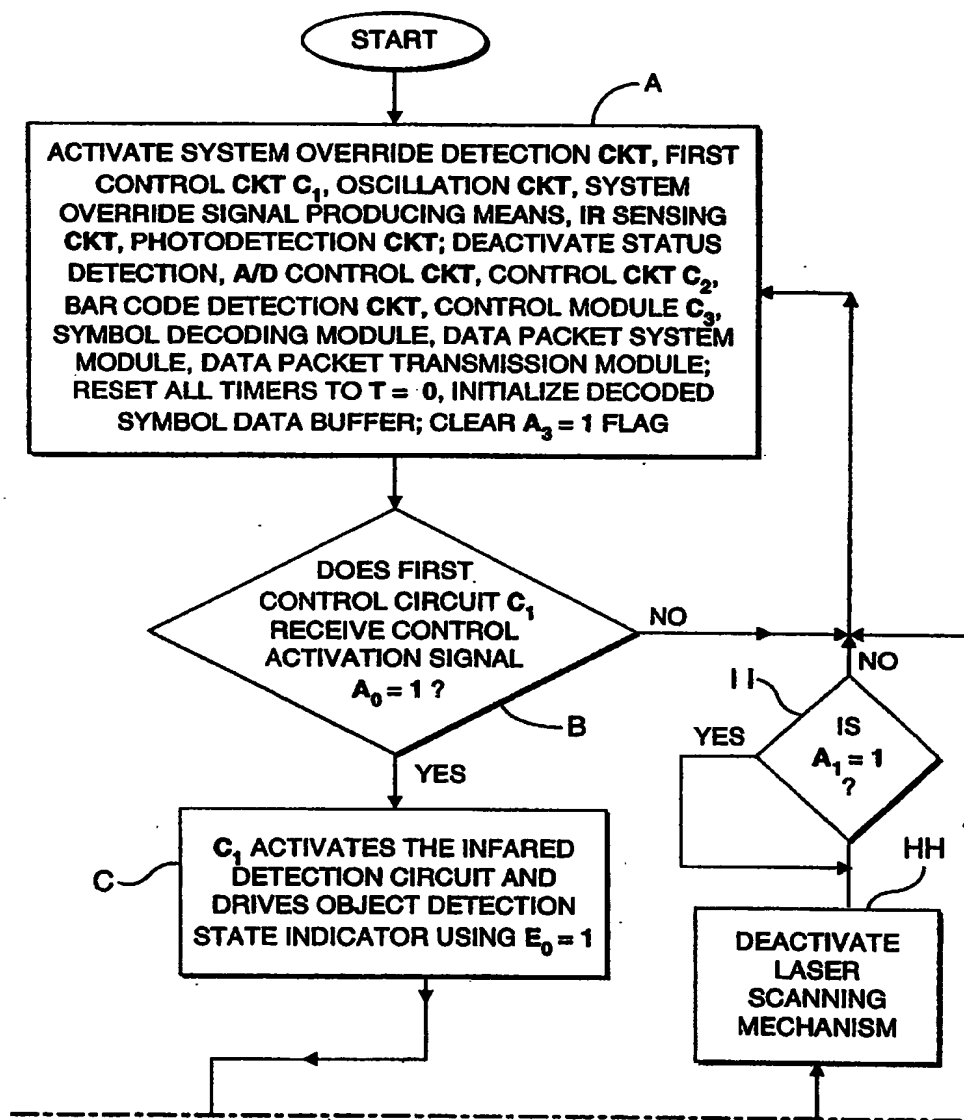 START
A
ACTIVATE SYSTEM OVERRIDE DETECTION CKT, FIRST
CONTROL CKT C₁, OSCILLATION CKT, SYSTEM
OVERRIDE SIGNAL PRODUCING MEANS, IR SENSING
CKT, PHOTODETECTION CKT; DEACTIVATE STATUS
DETECTION, A/D CONTROL CKT, CONTROL CKT C₂,
BAR CODE DETECTION CKT, CONTROL MODULE C₃,
SYMBOL DECODING MODULE, DATA PACKET SYSTEM
MODULE, DATA PACKET TRANSMISSION MODULE;
RESET ALL TIMERS TO T = 0, INITIALIZE DECODED
SYMBOL DATA BUFFER; CLEAR A₃ = 1 FLAG
DOES FIRST
CONTROL CIRCUIT C₁
RECEIVE CONTROL
ACTIVATION SIGNAL
A₀ = 1 ?
NO
B
YES
C
C₁ ACTIVATES THE INFARED
DETECTION CIRCUIT AND
DRIVES OBJECT DETECTION
STATE INDICATOR USING E₀ = 1
NO
II
YES
IS
A₁ = 1
?
HH
DEACTIVATE
LASER
SCANNING
MECHANISM